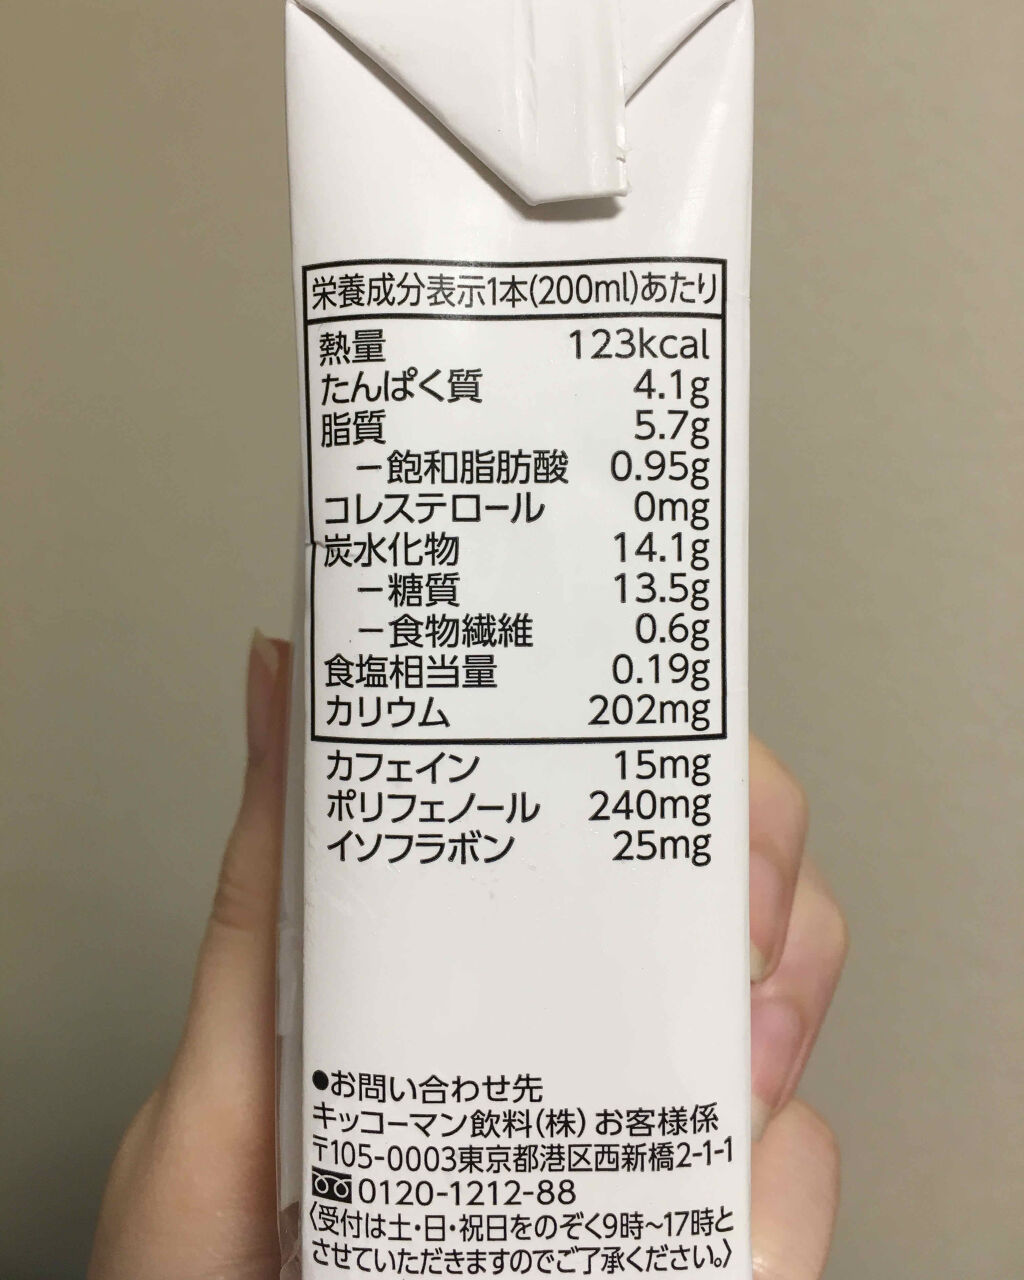 栄養成分表示1本(200ml)あたり
熱量 123kcal
たんぱく質 4.1g
脂質 5.7g
－飽和脂肪酸 0.95g
コレステロール 0mg
炭水化物 14.1g
－糖質 13.5g
－食物繊維 0.6g
食塩相当量 0.19g
カリウム 202mg
カフェイン 15mg
ポリフェノール 240mg
イソフラボン 25mg
●お問い合わせ先
キッコーマン飲料(株) お客様係
〒105-0003東京都港区西新橋2-1-1
0120-1212-88
〈受付は土・日・祝日をのぞく9時～17時と
させていただきますのでご了承ください。〉